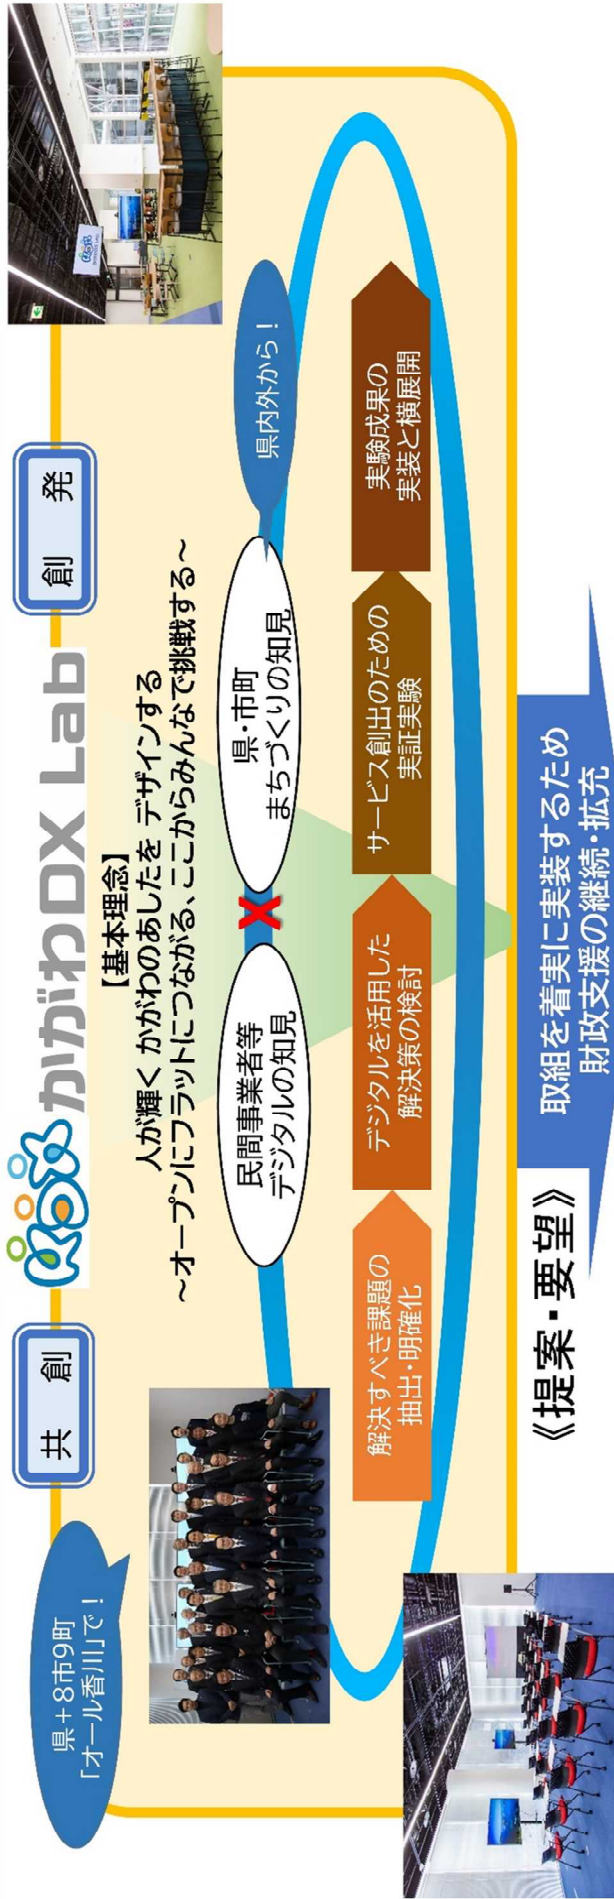 県+8市9町
「オール香川」で！
共 創
かがわDX Lab
創 発
【基本理念】
人が輝く かがわのあしたを デザインする
～オープンにフラットにつながる、ここからみんなで挑戦する～
民間事業者等
デジタルの知見
X
県・市町
まちづくりの知見
県内外から！
解決すべき課題の
抽出・明確化
デジタルを活用した
解決策の検討
サービス創出のための
実証実験
実験成果の
実装と横展開
《提案・要望》
取組を着実に実装するため
財政支援の継続・拡充